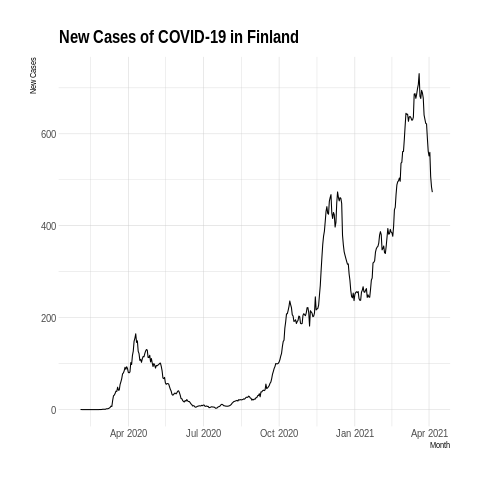 New Cases of COVID-19 in Finland
New Cases
600
400
200
0
Apr 2020
Jul 2020
Oct 2020
Jan 2021
Apr 2021
Month